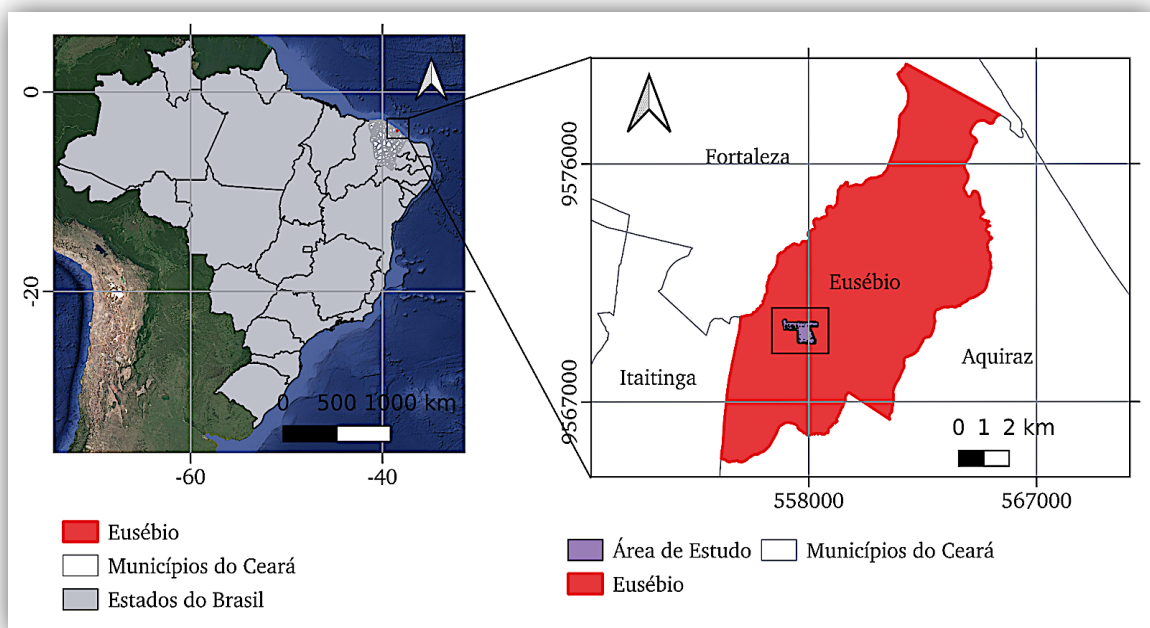 0
-20
-60
-40
0 500 1000 km
Eusébio
Municípios do Ceará
Estados do Brasil
Fortaleza
Eusébio
Itaitinga
Aquiraz
9576000
9567000
0 1 2 km
558000
567000
Área de Estudo
Municípios do Ceará
Eusébio